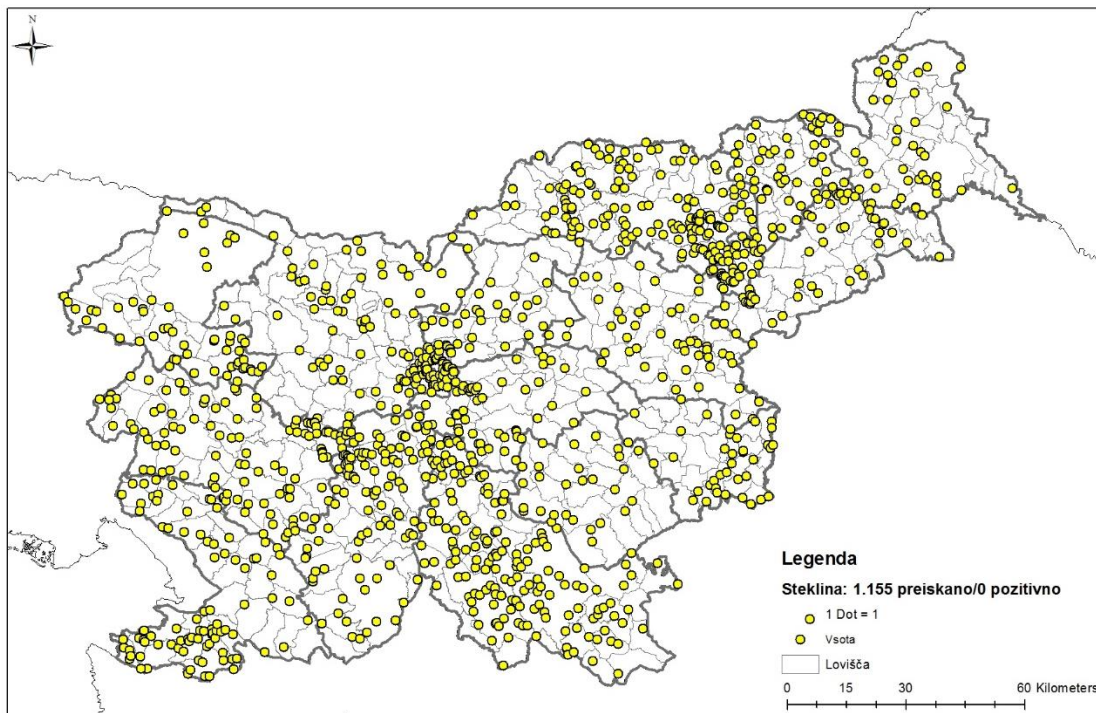 N
Legenda
Steklina: 1.155 preiskano/0 pozitivno
1 Dot = 1
Vsota
Lovišča
0 15 30 60 Kilometers